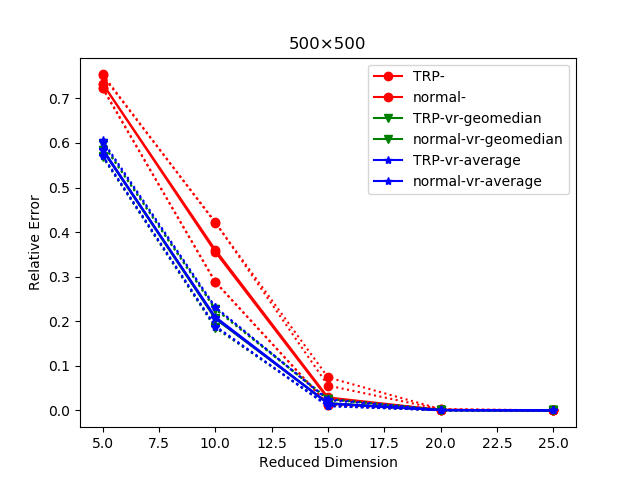 500×500
TRP-
normal-
TRP-vr-geomedian
normal-vr-geomedian
TRP-vr-average
normal-vr-average
Relative Error
0.7
0.6
0.5
0.4
0.3
0.2
0.1
0.0
5.0 7.5 10.0 12.5 15.0 17.5 20.0 22.5 25.0
Reduced Dimension